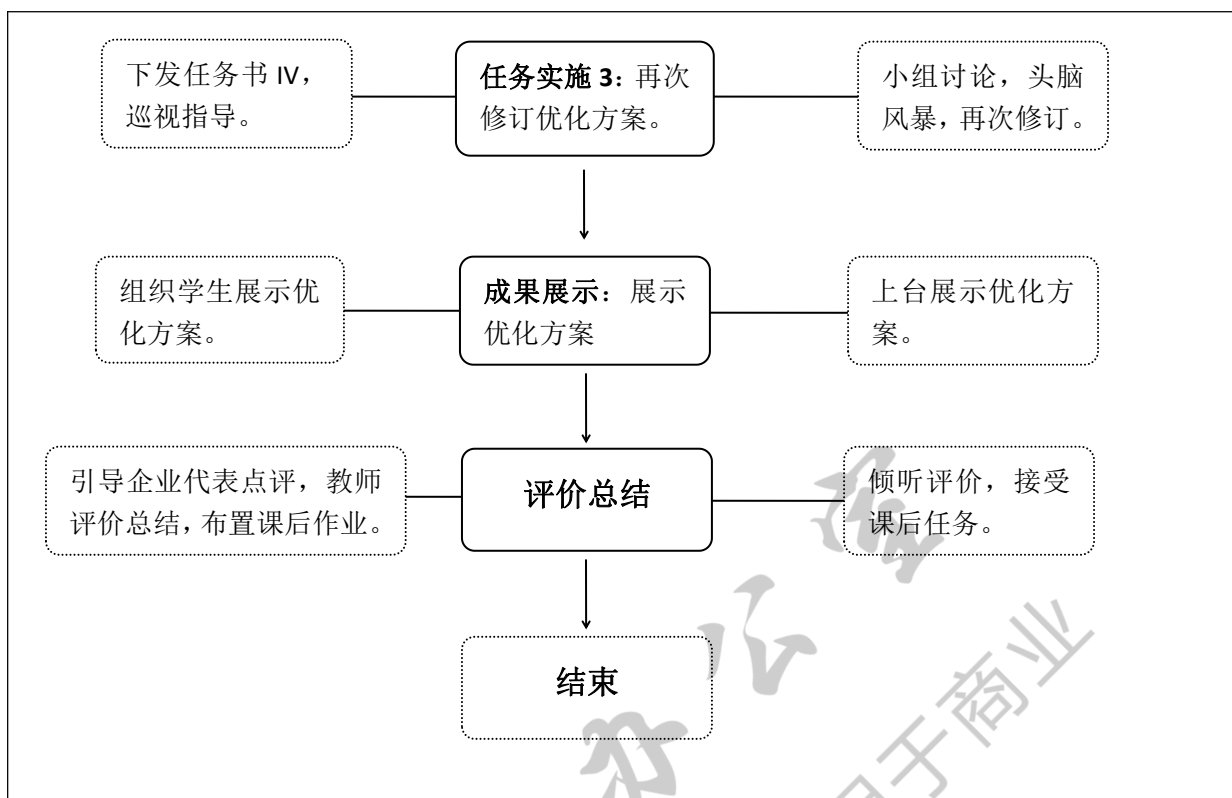 下发任务书 IV，
巡视指导。
任务实施 3：再次
修订优化方案。
小组讨论，头脑
风暴，再次修订。
组织学生展示优
化方案。
成果展示：展示
优化方案
上台展示优化方
案。
引导企业代表点评，教师
评价总结，布置课后作业。
评价总结
倾听评价，接受
课后任务。
结束
用于商业